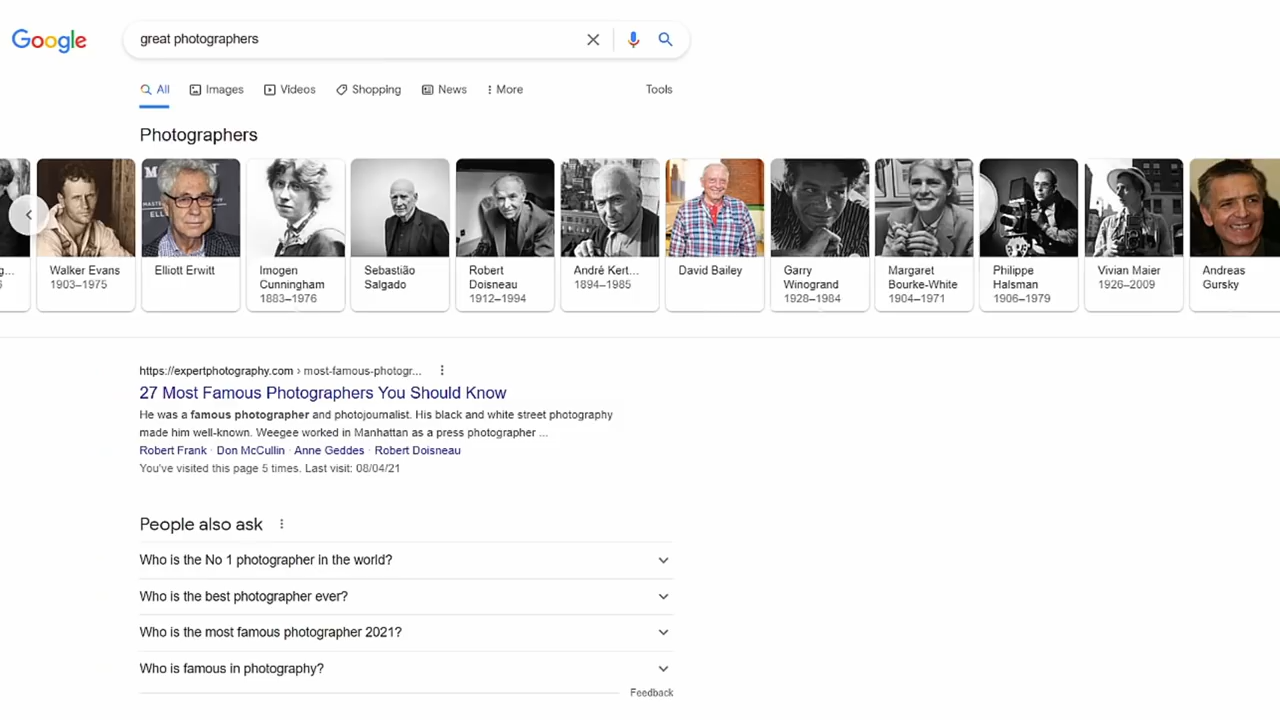 Google
great photographers
All Images Videos Shopping News More Tools
Photographers
g...
6
Walker Evans
1903–1975
Elliott Erwitt
Imogen
Cunningham
1883–1976
Sebastião
Salgado
Robert
Doisneau
1912–1994
André Kert...
1894–1985
David Bailey
Garry
Winogrand
1928–1984
Margaret
Bourke-White
1904–1971
Philippe
Halsman
1906–1979
Vivian Maier
1926–2009
Andreas
Gursky
https://expertphotography.com › most-famous-photogr...
27 Most Famous Photographers You Should Know
He was a famous photographer and photojournalist. His black and white street photography
made him well-known. Weegee worked in Manhattan as a press photographer ...
Robert Frank · Don McCullin · Anne Geddes · Robert Doisneau
You've visited this page 5 times. Last visit: 08/04/21
People also ask
Who is the No 1 photographer in the world?
Who is the best photographer ever?
Who is the most famous photographer 2021?
Who is famous in photography?
Feedback